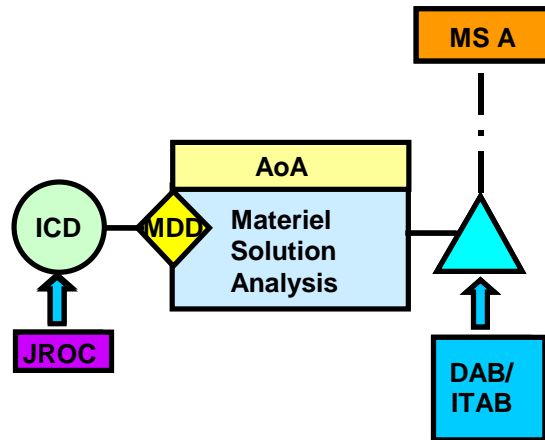 MS A
AoA
ICD
MDD
Materiel
Solution
Analysis
JROC
DAB/
ITAB